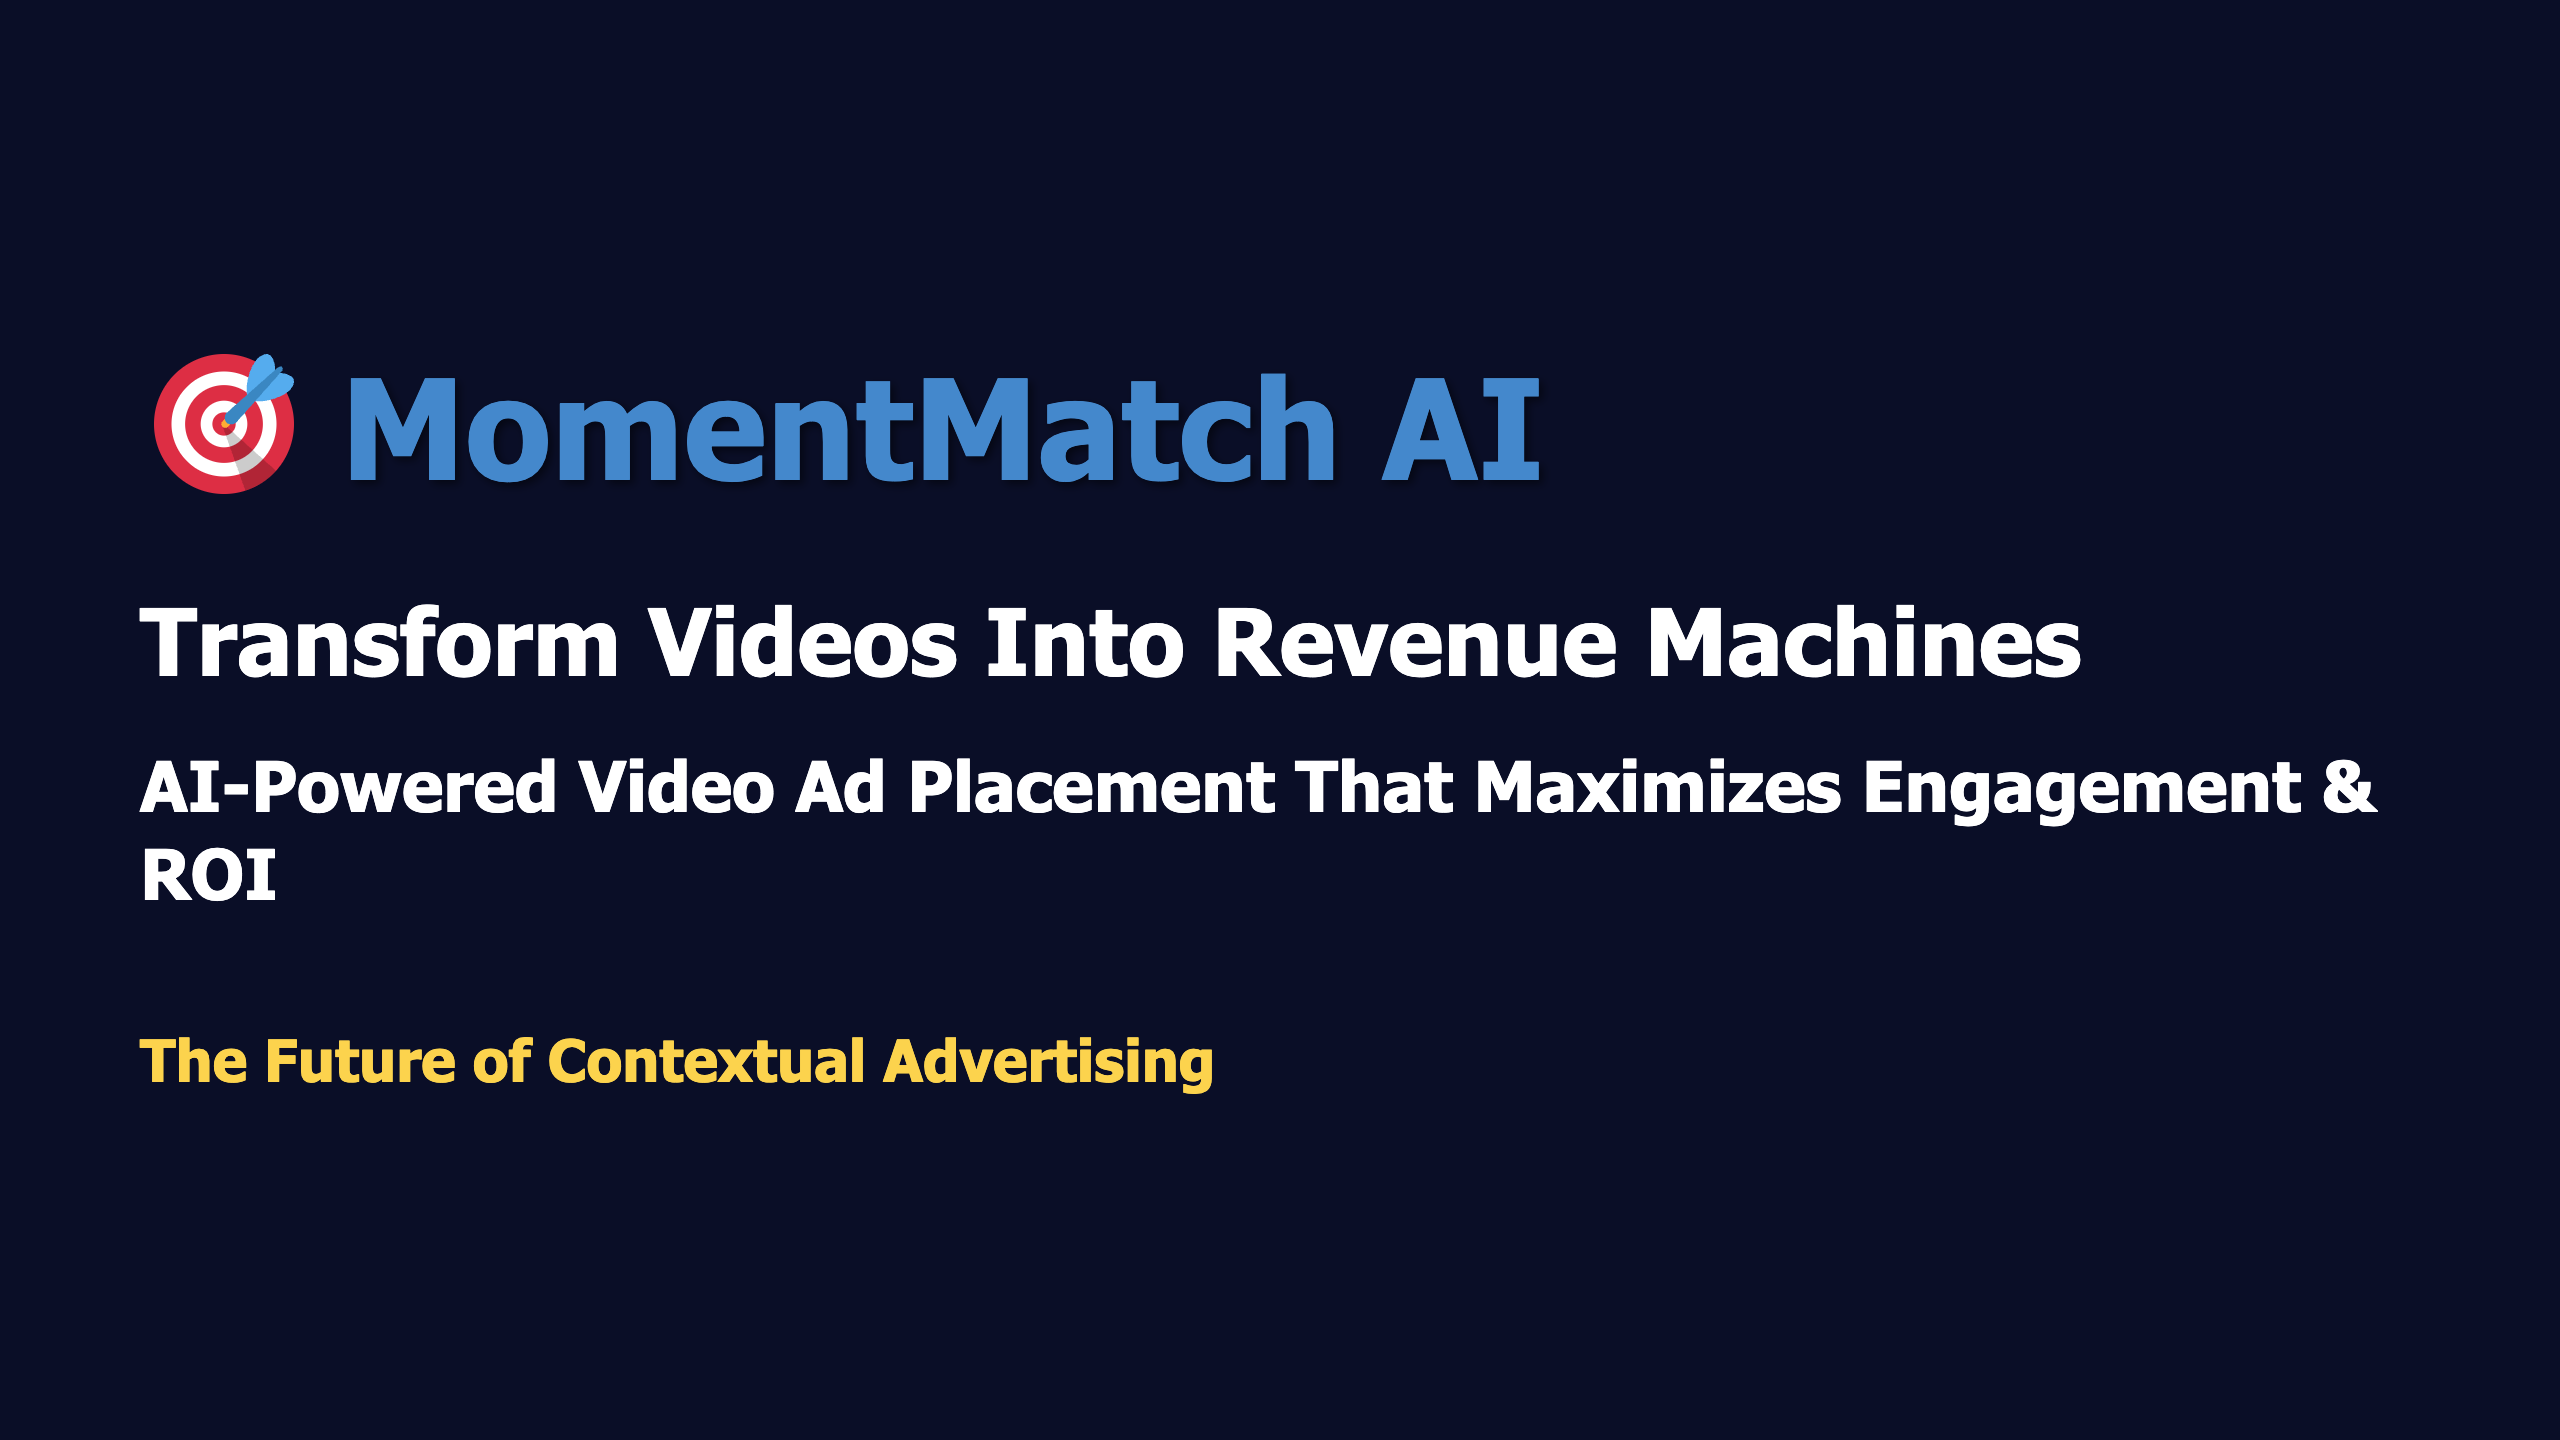 MomentMatch AI
Transform Videos Into Revenue Machines
AI-Powered Video Ad Placement That Maximizes Engagement &
ROI
The Future of Contextual Advertising